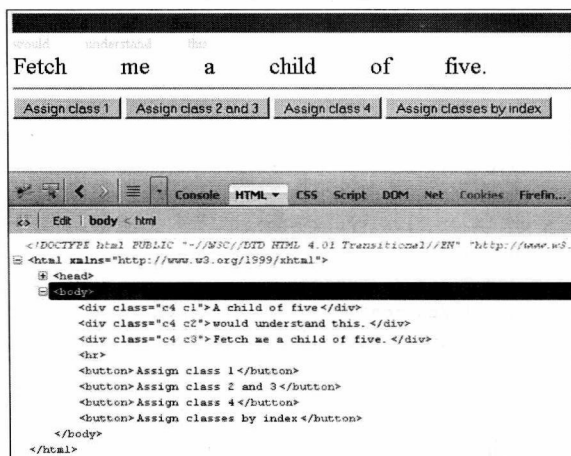 would understand this
Fetch me a child of five.
Assign class 1 Assign class 2 and 3 Assign class 4 Assign classes by index
Console HTML CSS Script DOM Net Cookies Firefin...
Edit body < html
<!DOCTYPE html PUBLIC "-//W3C//DTD HTML 4.01 Transitional//EN" "http://www.w3.
<html xmlns="http://www.w3.org/1999/xhtml">
<head>
<body>
<div class="c4 c1">A child of five</div>
<div class="c4 c2">would understand this.</div>
<div class="c4 c3">Fetch me a child of five.</div>
<hr>
<button>Assign class 1</button>
<button>Assign class 2 and 3</button>
<button>Assign class 4</button>
<button>Assign classes by index</button>
</body>
</html>